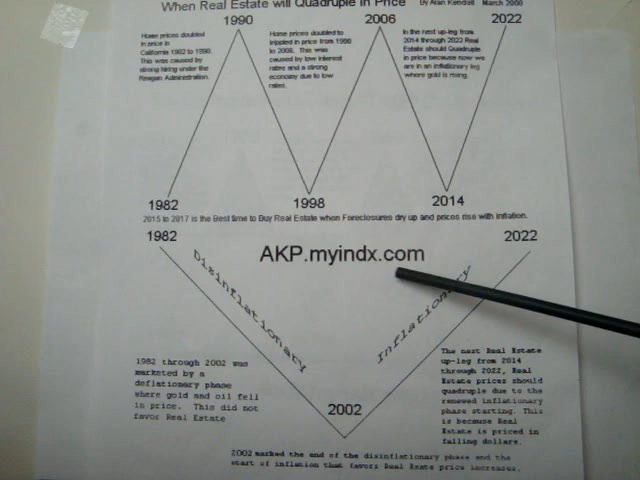 When Real Estate will Quadruple in Price By Alan Kendell March 2008
1990
2006
2022
Home prices doubled
in price in
California 1982 to 1990.
This was caused by
strong hiring under the
Reagan Administration.
Home prices doubled to
trippled in price from 1998
to 2006. This was
caused by low interest
rates and a strong
economy due to low
rates.
In the next up-leg from
2014 through 2022 Real
Estate should Quadruple
in price because now we
are in an inflationary leg
where gold is rising.
1982
1998
2014
2015 to 2017 is the Best time to Buy Real Estate when Foreclosures dry up and prices rise with Inflation.
1982
2022
AKP.myindx.com
Disinflationary
Inflationary
1982 through 2002 was
marketed by a
deflationary phase
where gold and oil fell
in price. This did not
favor Real Estate
The next Real Estate
up-leg from 2014
through 2022, Real
Estate prices should
quadruple due to the
renewed inflationary
phase starting. This
is because Real
Estate is priced in
falling dollars.
2002
2002 marked the end of the disinflationary phase and the
start of inflation that favors Real Estate price increases.